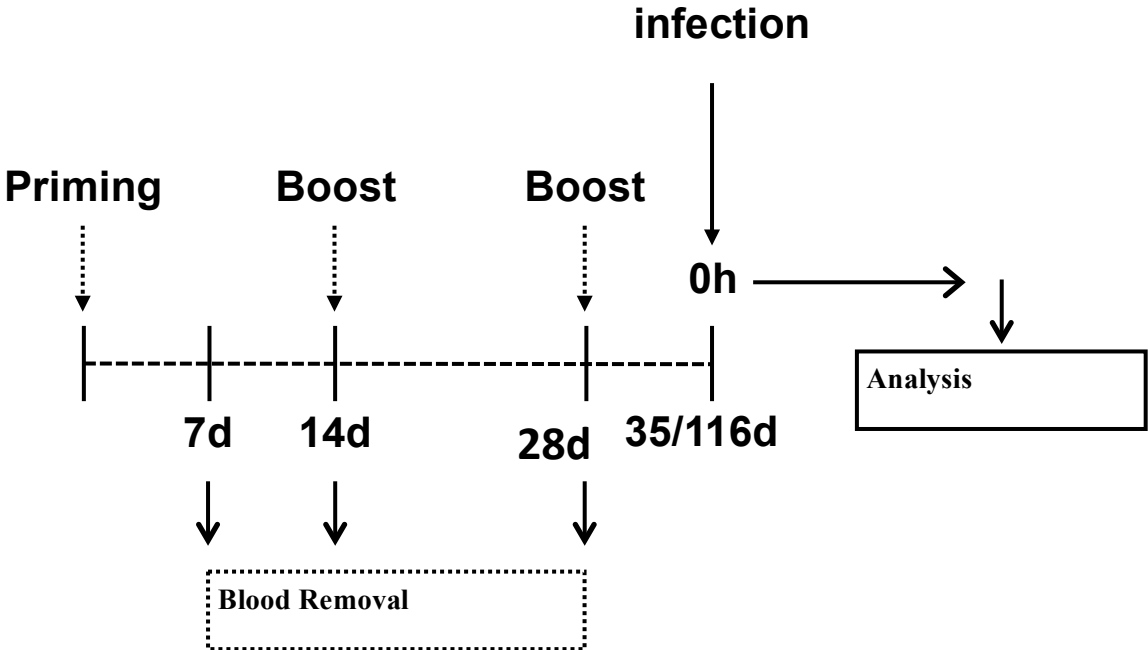 infection
Priming Boost Boost
0h
Analysis
7d 14d 28d 35/116d
Blood Removal